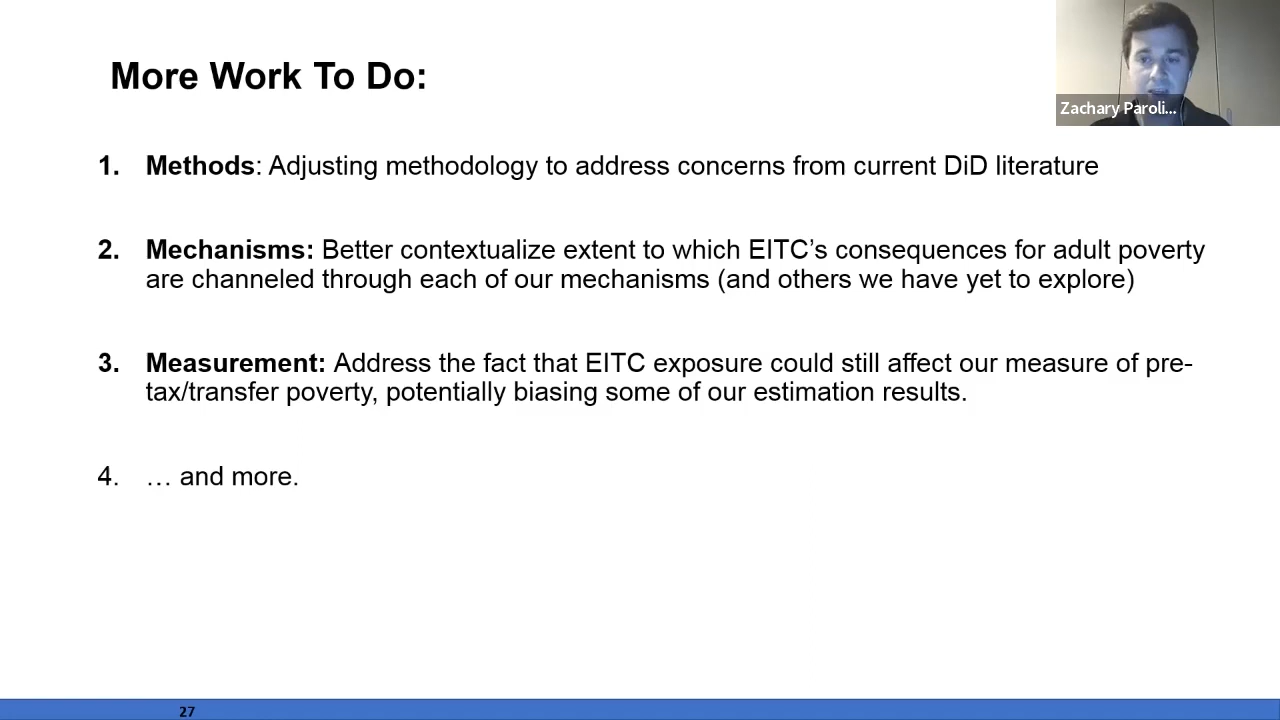 More Work To Do:
Zachary Paroli...
1. Methods: Adjusting methodology to address concerns from current DiD literature
2. Mechanisms: Better contextualize extent to which EITC’s consequences for adult poverty
are channeled through each of our mechanisms (and others we have yet to explore)
3. Measurement: Address the fact that EITC exposure could still affect our measure of pre-
tax/transfer poverty, potentially biasing some of our estimation results.
4. … and more.
27